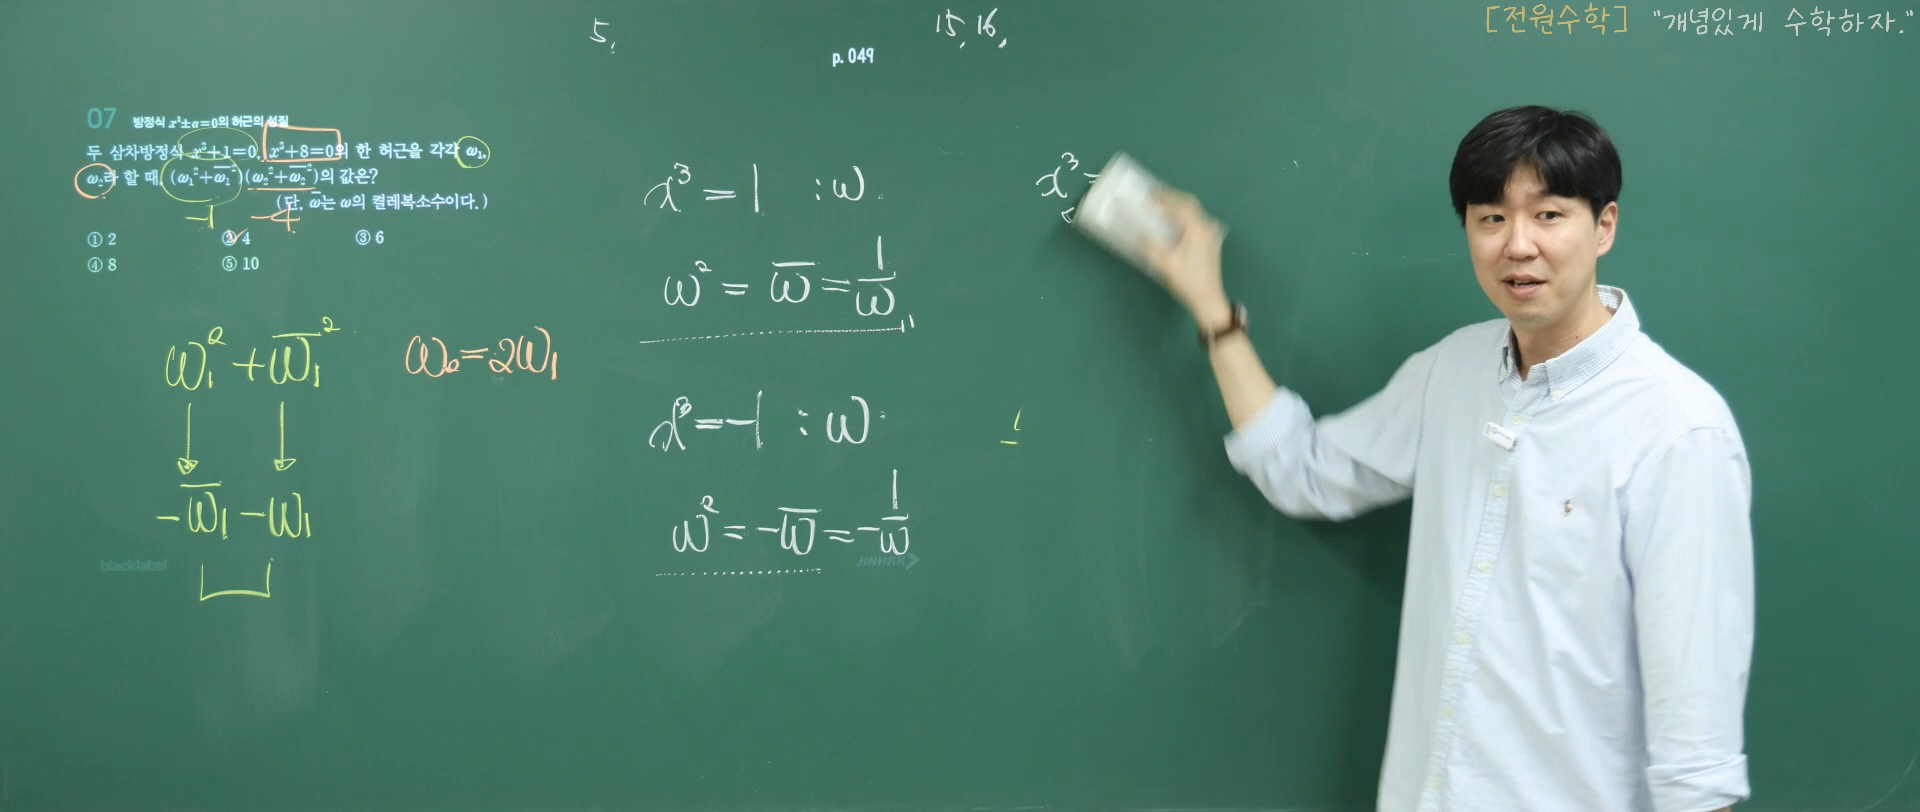 [전원수학] "개념있게 수학하자."
5,
15, 16,
p. 049
07 방정식 x³±a=0의 허근의 성질
두 삼차방정식 x³+1=0, x³+8=0의 한 허근을 각각 ω₁,
ω₂라 할 때, (ω₁²+ω̅₁²)(ω₂²+ω̅₂²)의 값은?
(단, ω̅는 ω의 켤레복소수이다.)
-1 -4
① 2 ② 4 ③ 6
④ 8 ⑤ 10
ω₁²+ω̅₁²
-ω̅₁-ω₁
ω₂=2ω₁
x³=1 : ω
ω²=ω̅=1/ω
x³=-1 : ω
ω²=-ω̅=-1/ω
x³=
blacklabel
JINHAK